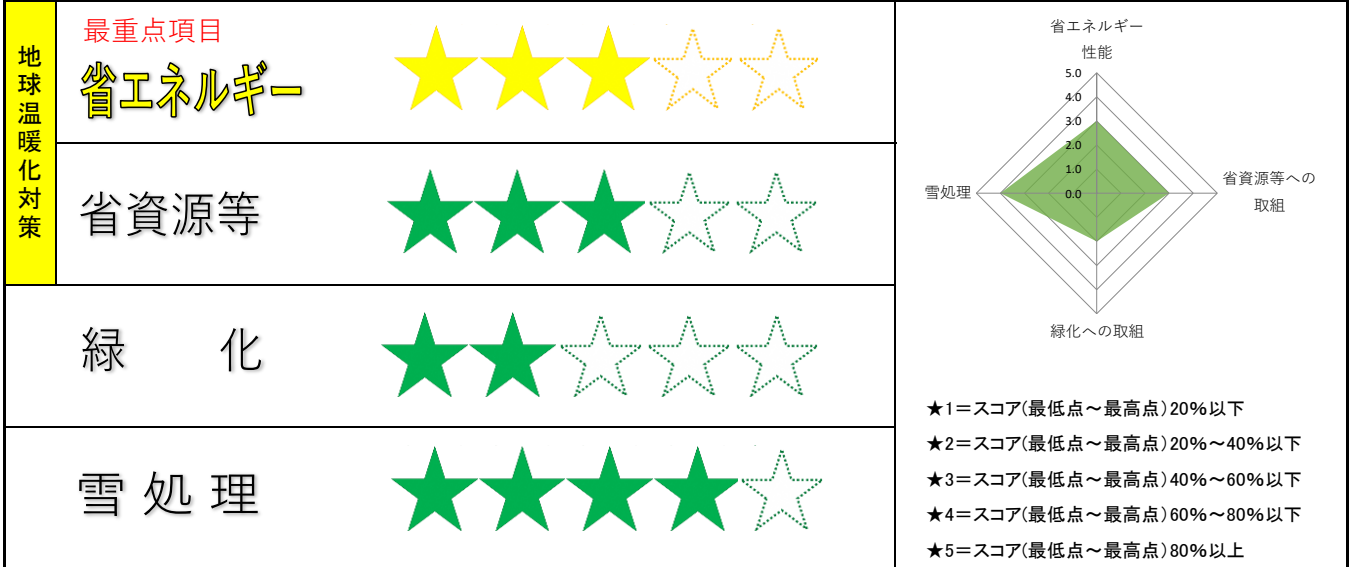 地球温暖化対策
最重点項目
省エネルギー
省資源等
緑　化
雪処理
省エネルギー
性能
5.0
4.0
3.0
2.0
1.0
0.0
雪処理
省資源等への
取組
緑化への取組
★1＝スコア(最低点～最高点)20%以下
★2＝スコア(最低点～最高点)20%～40%以下
★3＝スコア(最低点～最高点)40%～60%以下
★4＝スコア(最低点～最高点)60%～80%以下
★5＝スコア(最低点～最高点)80%以上